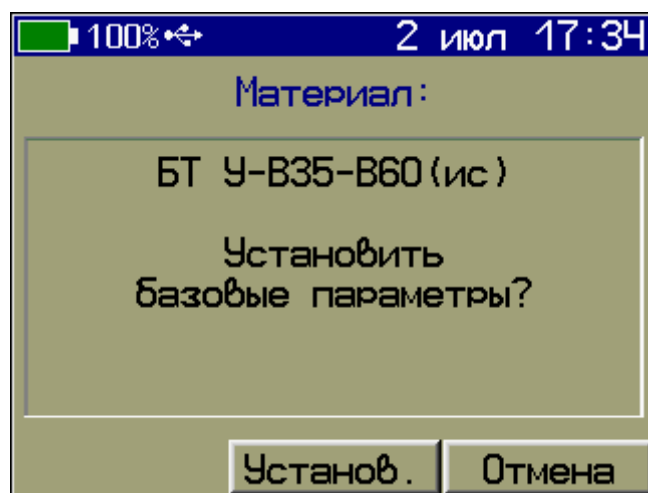 100% 2 июл 17:34
Материал:
БТ У-В35-В60(ис)
Установить
базовые параметры?
Установ. Отмена